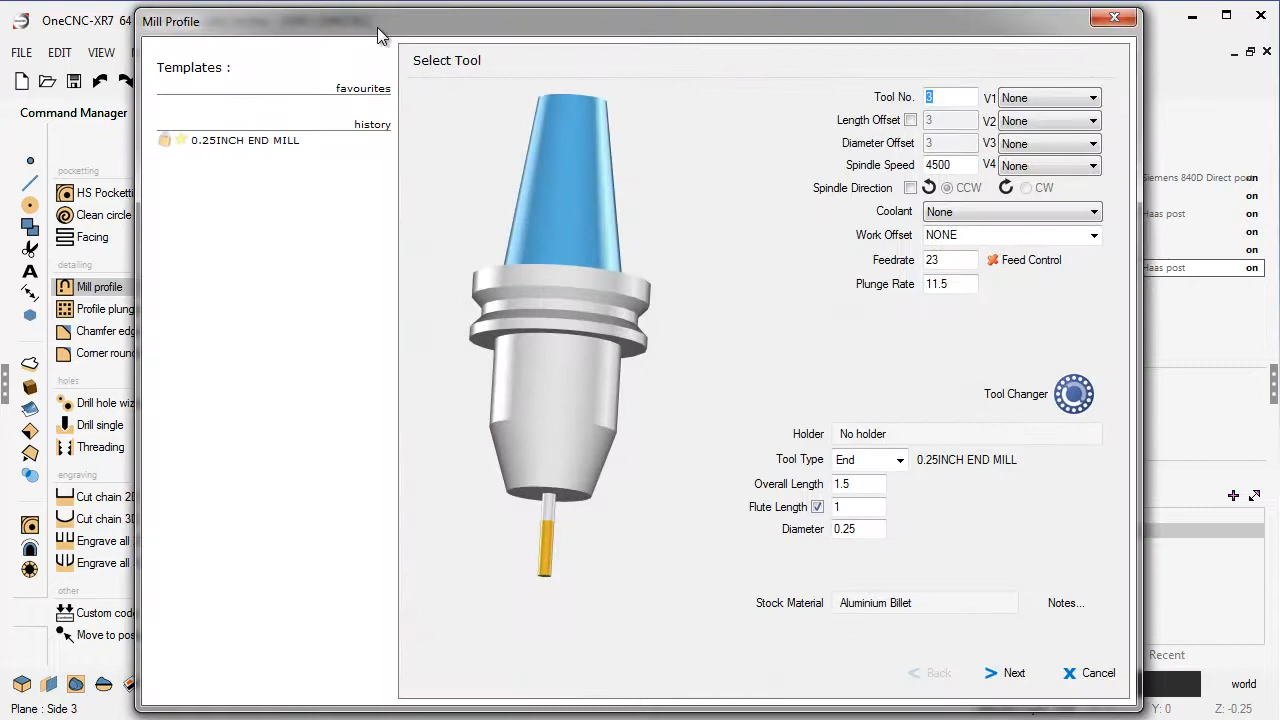 OneCNC-XR7 64
Mill Profile
FILE EDIT VIEW
Command Manager
pocketting
HS Pocketti
Clean circle
Facing
detailing
Mill profile
Profile plung
Chamfer edg
Corner round
holes
Drill hole wiz
Drill single
Threading
engraving
Cut chain 2D
Cut chain 3D
Engrave all
Engrave all
other
Custom code
Move to pos
Plane : Side 3
Templates :
favourites
history
0.25INCH END MILL
Select Tool
Tool No. 3 V1 None
Length Offset 3 V2 None
Diameter Offset 3 V3 None
Spindle Speed 4500 V4 None
Spindle Direction CCW CW
Coolant None
Work Offset NONE
Feedrate 23 Feed Control
Plunge Rate 11.5
Tool Changer
Holder No holder
Tool Type End 0.25INCH END MILL
Overall Length 1.5
Flute Length 1
Diameter 0.25
Stock Material Aluminium Billet Notes...
Back Next Cancel
Siemens 840D Direct post on
Haas post on
on
on
Haas post on
Recent
world
Y: 0 Z: -0.25